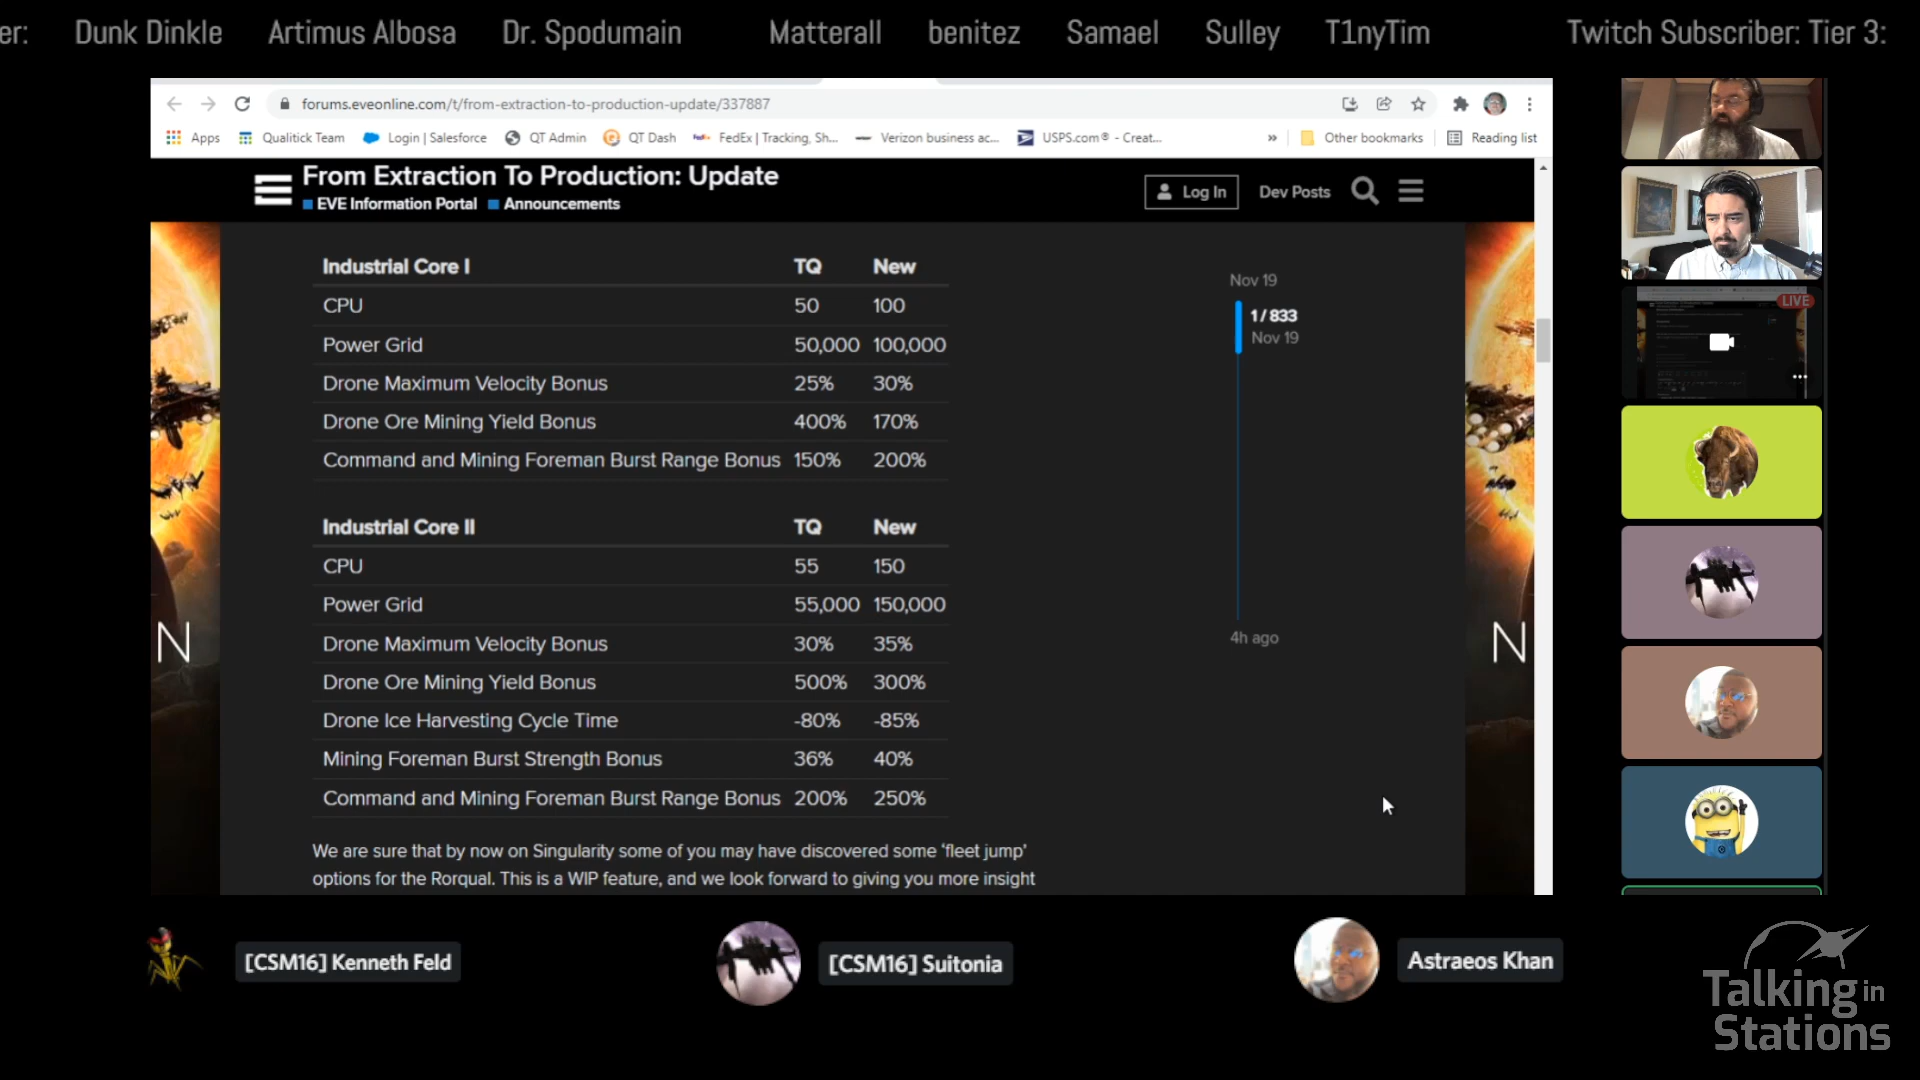 er: Dunk Dinkle Artimus Albosa Dr. Spodumain Matterall benitez Samael Sulley T1nyTim Twitch Subscriber: Tier 3:
forums.eveonline.com/t/from-extraction-to-production-update/337887
Apps Qualitick Team Login | Salesforce QT Admin QT Dash FedEx | Tracking, Sh... Verizon business ac... USPS.com® - Creat... » Other bookmarks Reading list
From Extraction To Production: Update
EVE Information Portal Announcements
Log In Dev Posts
Industrial Core I TQ New
CPU 50 100
Power Grid 50,000 100,000
Drone Maximum Velocity Bonus 25% 30%
Drone Ore Mining Yield Bonus 400% 170%
Command and Mining Foreman Burst Range Bonus 150% 200%
Industrial Core II TQ New
CPU 55 150
Power Grid 55,000 150,000
Drone Maximum Velocity Bonus 30% 35%
Drone Ore Mining Yield Bonus 500% 300%
Drone Ice Harvesting Cycle Time -80% -85%
Mining Foreman Burst Strength Bonus 36% 40%
Command and Mining Foreman Burst Range Bonus 200% 250%
We are sure that by now on Singularity some of you may have discovered some ‘fleet jump’
options for the Rorqual. This is a WIP feature, and we look forward to giving you more insight
Nov 19
1 / 833
Nov 19
4h ago
N
N
LIVE
[CSM16] Kenneth Feld
[CSM16] Suitonia
Astraeos Khan
Talking in
Stations